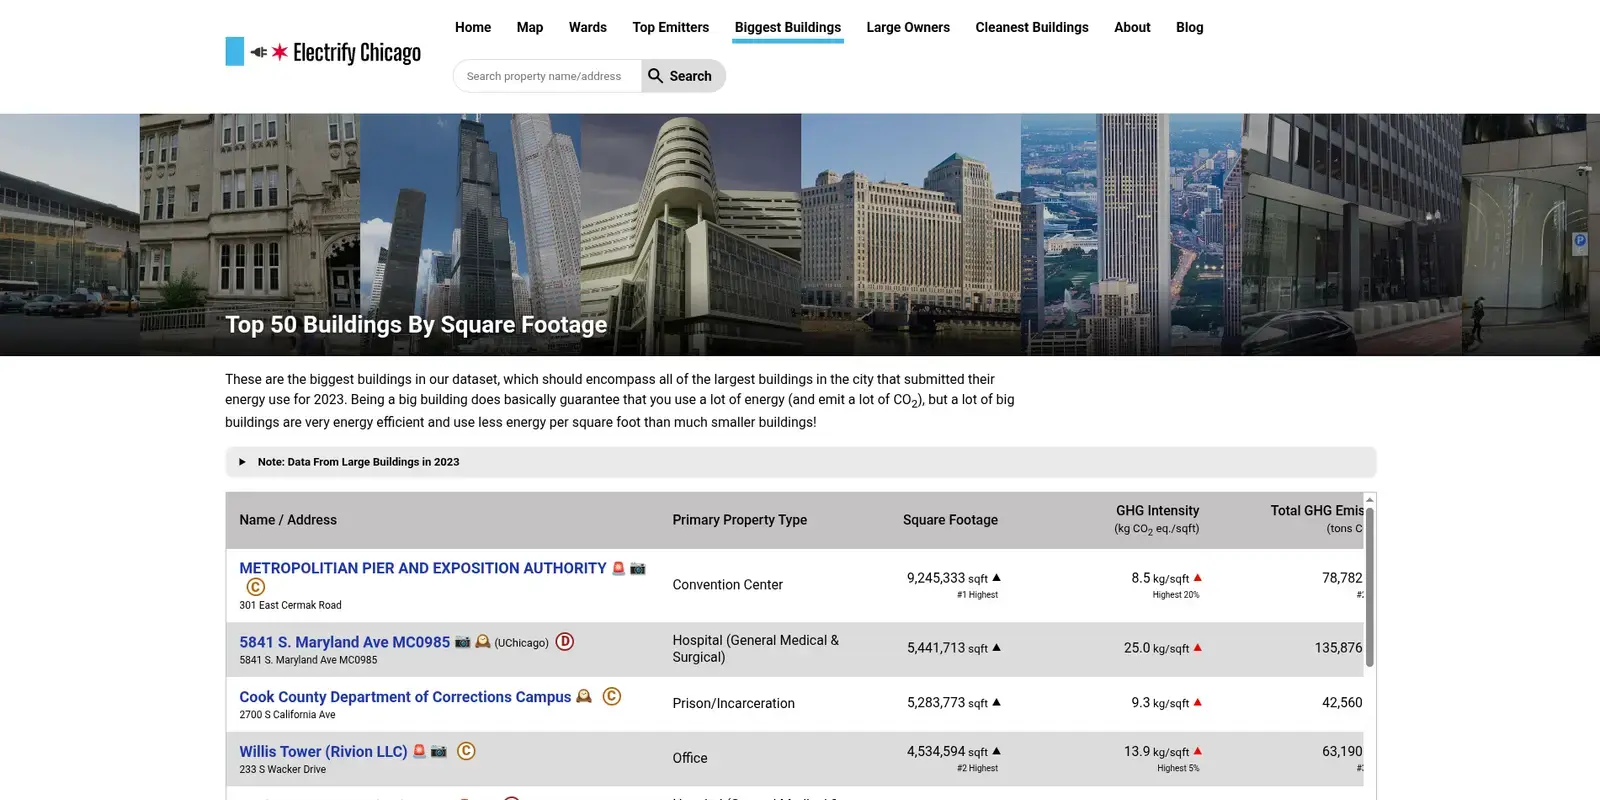 Home Map Wards Top Emitters Biggest Buildings Large Owners Cleanest Buildings About Blog
Electrify Chicago
Search property name/address Search
Top 50 Buildings By Square Footage
These are the biggest buildings in our dataset, which should encompass all of the largest buildings in the city that submitted their
energy use for 2023. Being a big building does basically guarantee that you use a lot of energy (and emit a lot of CO2), but a lot of big
buildings are very energy efficient and use less energy per square foot than much smaller buildings!
Note: Data From Large Buildings in 2023
Name / Address Primary Property Type Square Footage GHG Intensity Total GHG Emis
(kg CO2 eq./sqft) (tons C
METROPOLITIAN PIER AND EXPOSITION AUTHORITY
C
301 East Cermak Road
Convention Center
9,245,333 sqft
#1 Highest
8.5 kg/sqft
Highest 20%
78,782
5841 S. Maryland Ave MC0985 (UChicago) D
5841 S. Maryland Ave MC0985
Hospital (General Medical &
Surgical)
5,441,713 sqft
25.0 kg/sqft
135,876
Cook County Department of Corrections Campus C
2700 S California Ave
Prison/Incarceration
5,283,773 sqft
9.3 kg/sqft
42,560
Willis Tower (Rivion LLC) C
233 S Wacker Drive
Office
4,534,594 sqft
#2 Highest
13.9 kg/sqft
Highest 5%
63,190